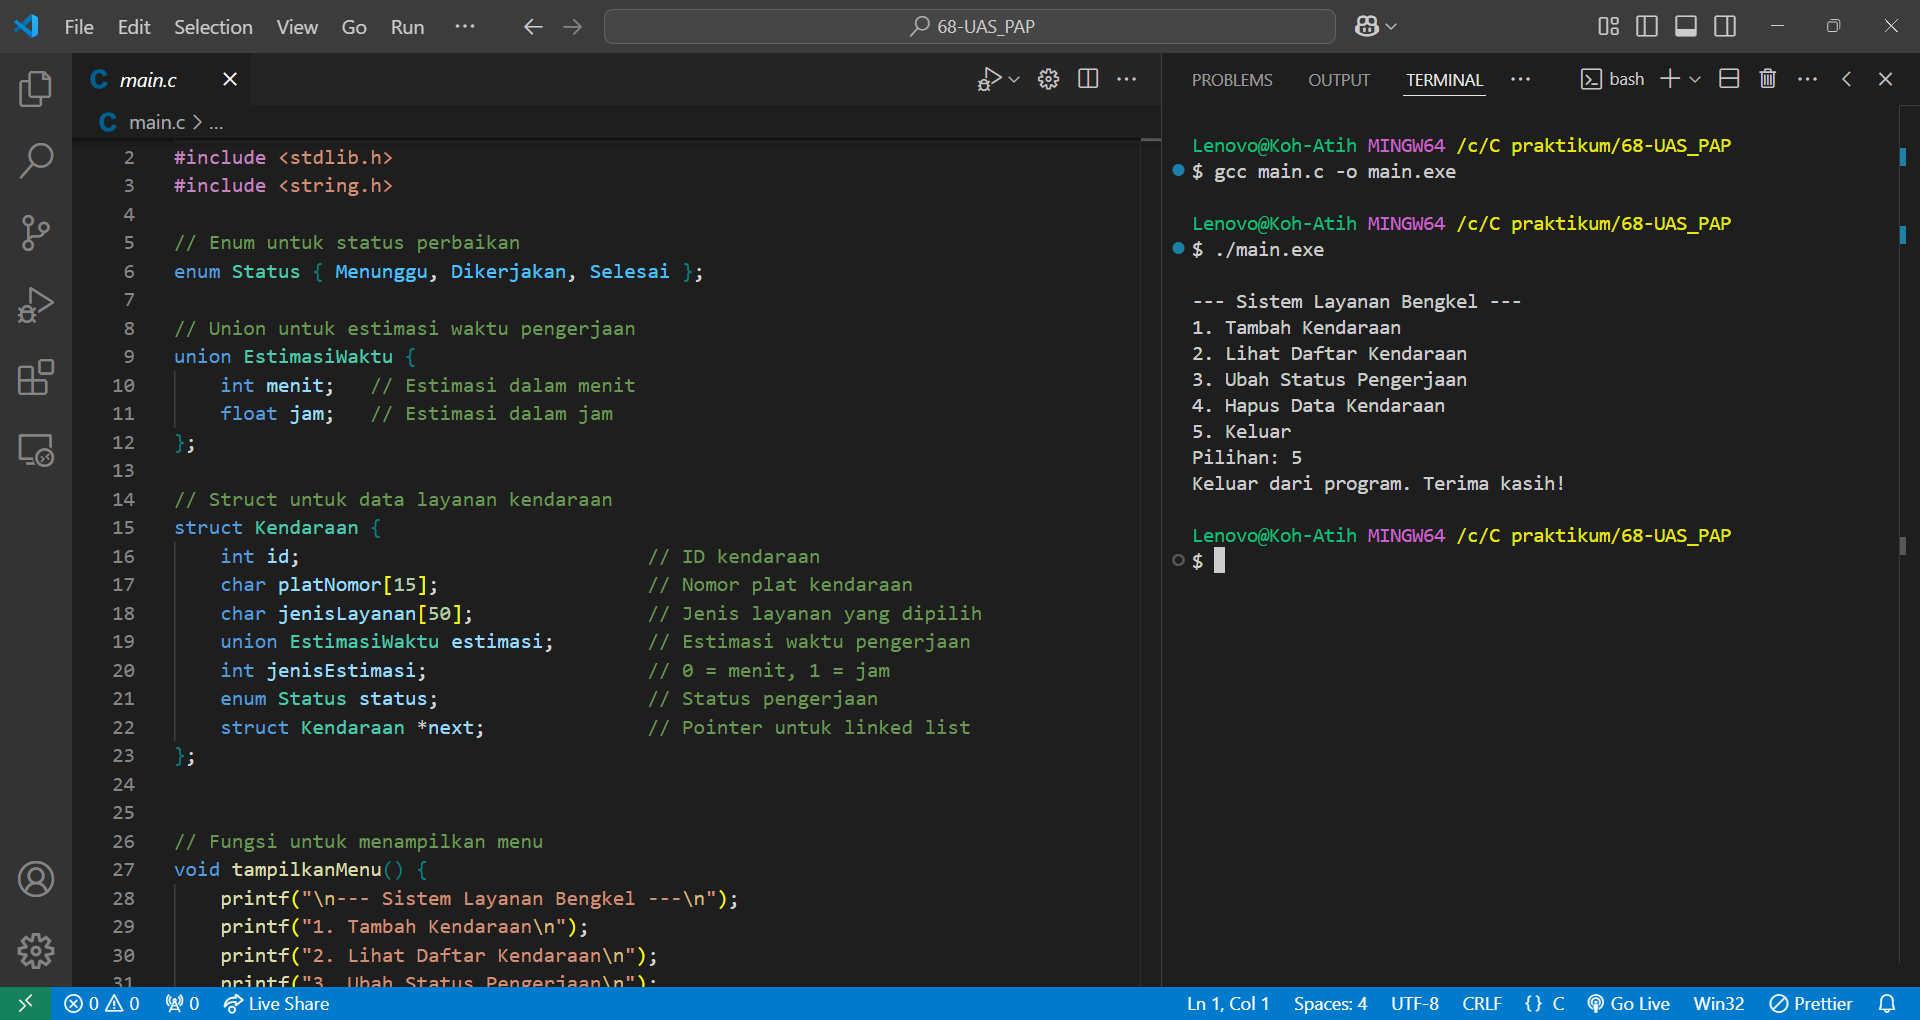 File Edit Selection View Go Run ··· 68-UAS_PAP
main.c
main.c > ...
2 #include <stdlib.h>
3 #include <string.h>
4
5 // Enum untuk status perbaikan
6 enum Status { Menunggu, Dikerjakan, Selesai };
7
8 // Union untuk estimasi waktu pengerjaan
9 union EstimasiWaktu {
10 int menit; // Estimasi dalam menit
11 float jam; // Estimasi dalam jam
12 };
13
14 // Struct untuk data layanan kendaraan
15 struct Kendaraan {
16 int id; // ID kendaraan
17 char platNomor[15]; // Nomor plat kendaraan
18 char jenisLayanan[50]; // Jenis layanan yang dipilih
19 union EstimasiWaktu estimasi; // Estimasi waktu pengerjaan
20 int jenisEstimasi; // 0 = menit, 1 = jam
21 enum Status status; // Status pengerjaan
22 struct Kendaraan *next; // Pointer untuk linked list
23 };
24
25
26 // Fungsi untuk menampilkan menu
27 void tampilkanMenu() {
28 printf("\n--- Sistem Layanan Bengkel ---\n");
29 printf("1. Tambah Kendaraan\n");
30 printf("2. Lihat Daftar Kendaraan\n");
31 printf("3. Ubah Status Pengerjaan\n");
PROBLEMS OUTPUT TERMINAL ··· bash
Lenovo@Koh-Atih MINGW64 /c/C praktikum/68-UAS_PAP
$ gcc main.c -o main.exe
Lenovo@Koh-Atih MINGW64 /c/C praktikum/68-UAS_PAP
$ ./main.exe
--- Sistem Layanan Bengkel ---
1. Tambah Kendaraan
2. Lihat Daftar Kendaraan
3. Ubah Status Pengerjaan
4. Hapus Data Kendaraan
5. Keluar
Pilihan: 5
Keluar dari program. Terima kasih!
Lenovo@Koh-Atih MINGW64 /c/C praktikum/68-UAS_PAP
$
0 0 0 Live Share Ln 1, Col 1 Spaces: 4 UTF-8 CRLF {} C Go Live Win32 Prettier